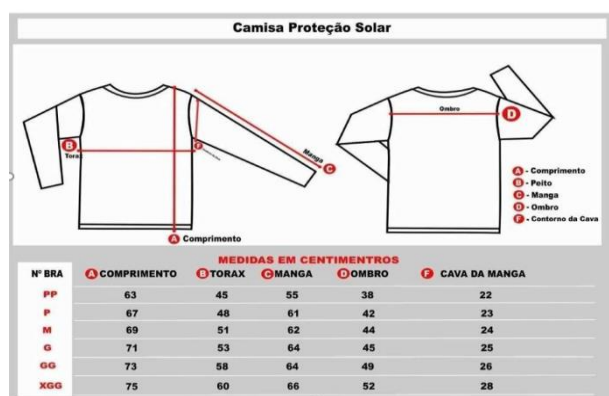 Camisa Proteção Solar
Ombro
D
B
Torax
F
Manga
C
A - Comprimento
B - Peito
C - Manga
D - Ombro
F - Contorno da Cava
A Comprimento
MEDIDAS EM CENTIMENTROS
Nº BRA A COMPRIMENTO B TORAX C MANGA D OMBRO F CAVA DA MANGA
PP 63 45 55 38 22
P 67 48 61 42 23
M 69 51 62 44 24
G 71 53 64 45 25
GG 73 58 64 49 26
XGG 75 60 66 52 28